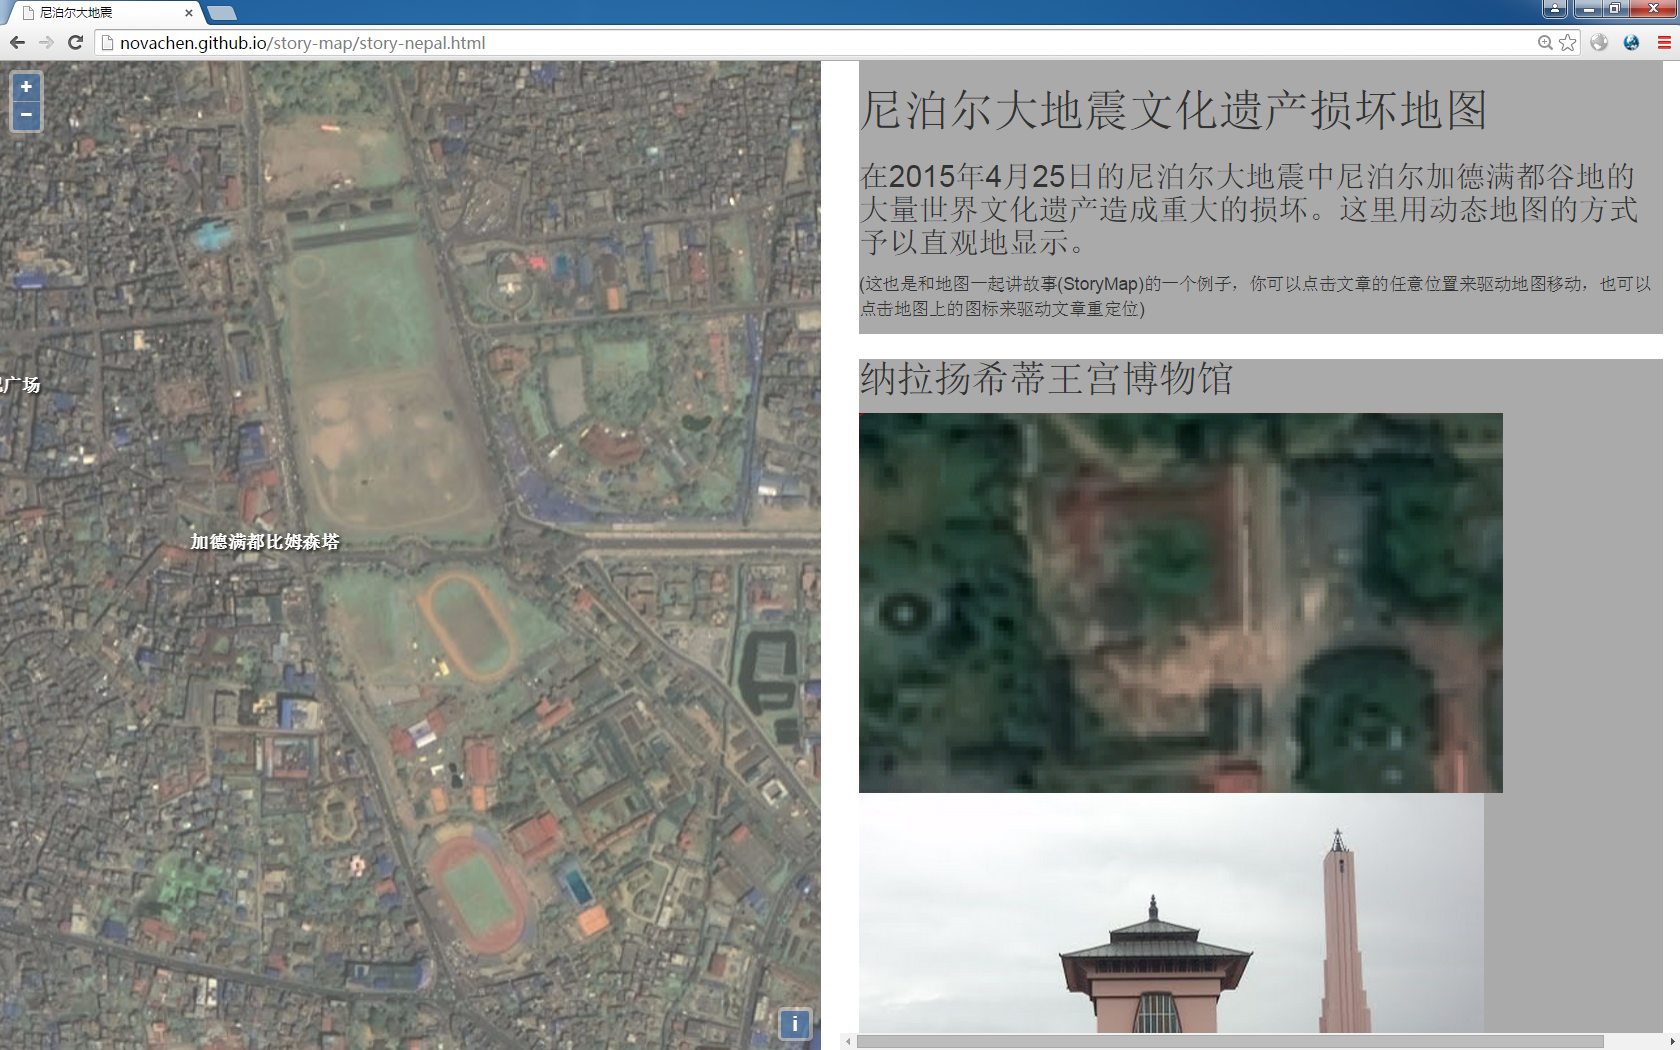 尼泊尔大地震
novachen.github.io/story-map/story-nepal.html
+
−
广场
加德满都比姆森塔
i
尼泊尔大地震文化遗产损坏地图
在2015年4月25日的尼泊尔大地震中尼泊尔加德满都谷地的
大量世界文化遗产造成重大的损坏。这里用动态地图的方式
予以直观地显示。
(这也是和地图一起讲故事(StoryMap)的一个例子，你可以点击文章的任意位置来驱动地图移动，也可以
点击地图上的图标来驱动文章重定位)
纳拉扬希蒂王宫博物馆